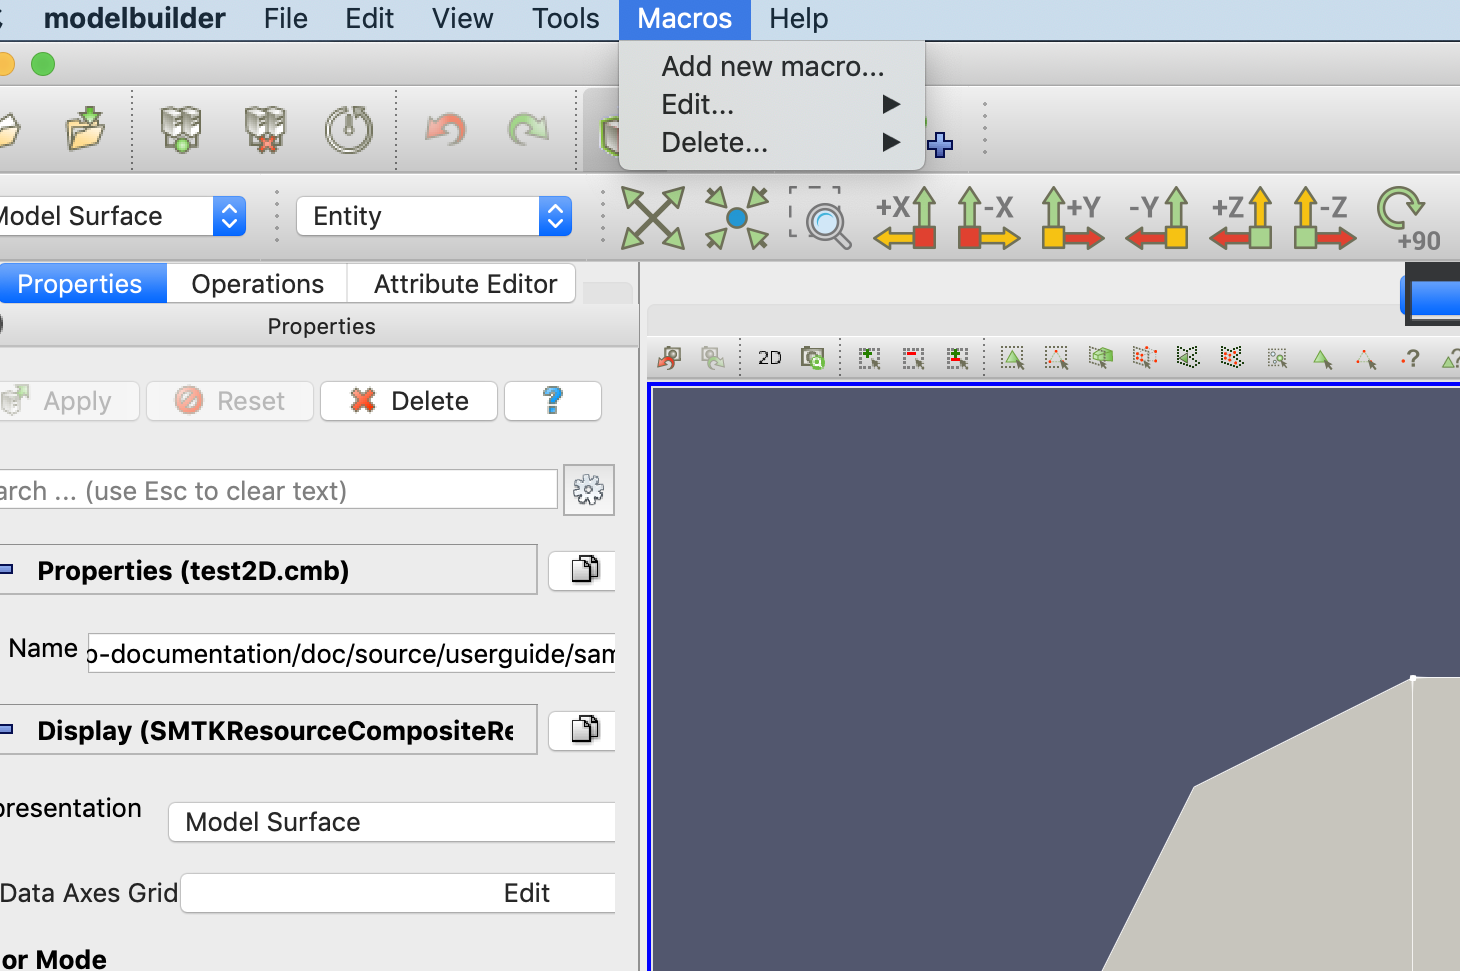 modelbuilder File Edit View Tools Macros Help
Add new macro...
Edit...
Delete...
Model Surface
Entity
+X -X +Y -Y +Z -Z +90
Properties Operations Attribute Editor
Properties
2D
?
?
Apply Reset Delete ?
arch ... (use Esc to clear text)
Properties (test2D.cmb)
Name
-documentation/doc/source/userguide/sam
Display (SMTKResourceCompositeRe
presentation
Model Surface
Data Axes Grid
Edit
or Mode